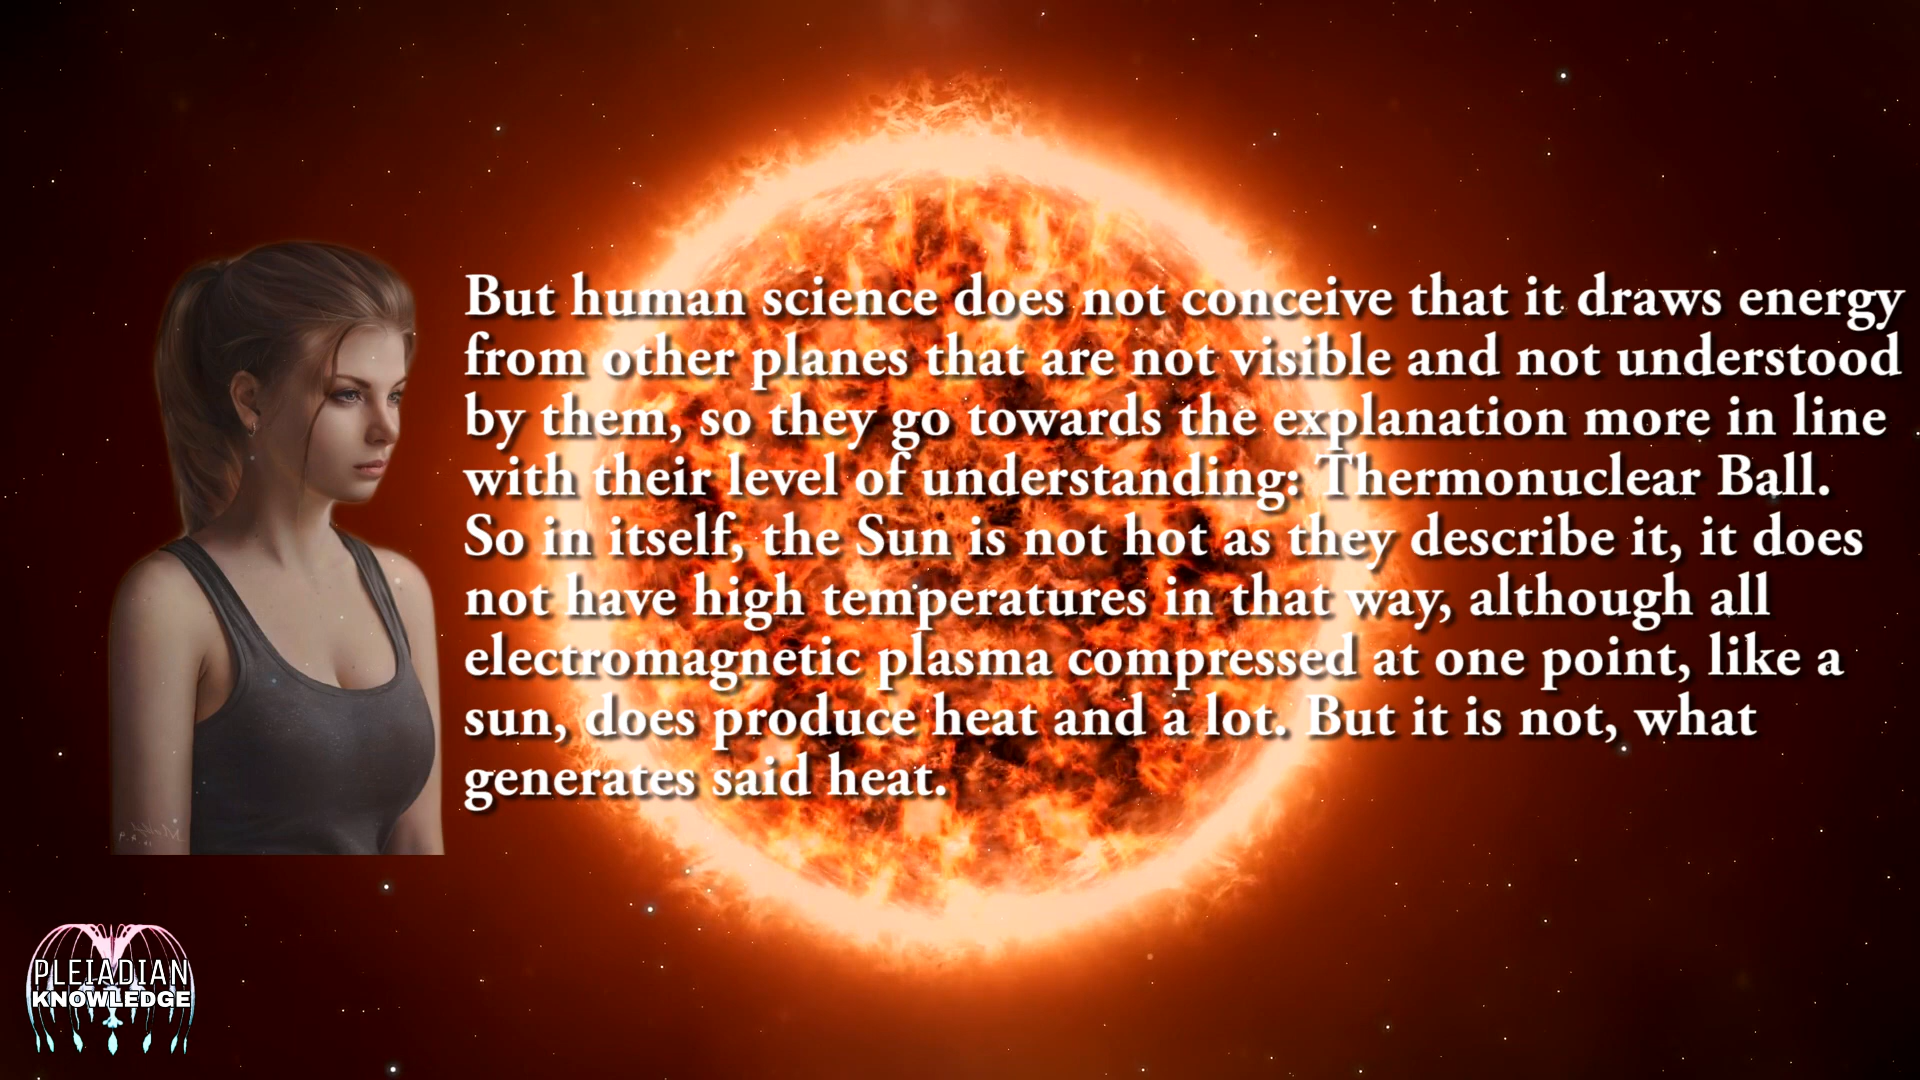 But human science does not conceive that it draws energy
from other planes that are not visible and not understood
by them, so they go towards the explanation more in line
with their level of understanding: Thermonuclear Ball.
So in itself, the Sun is not hot as they describe it, it does
not have high temperatures in that way, although all
electromagnetic plasma compressed at one point, like a
sun, does produce heat and a lot. But it is not, what
generates said heat.
PLEIADIAN
KNOWLEDGE